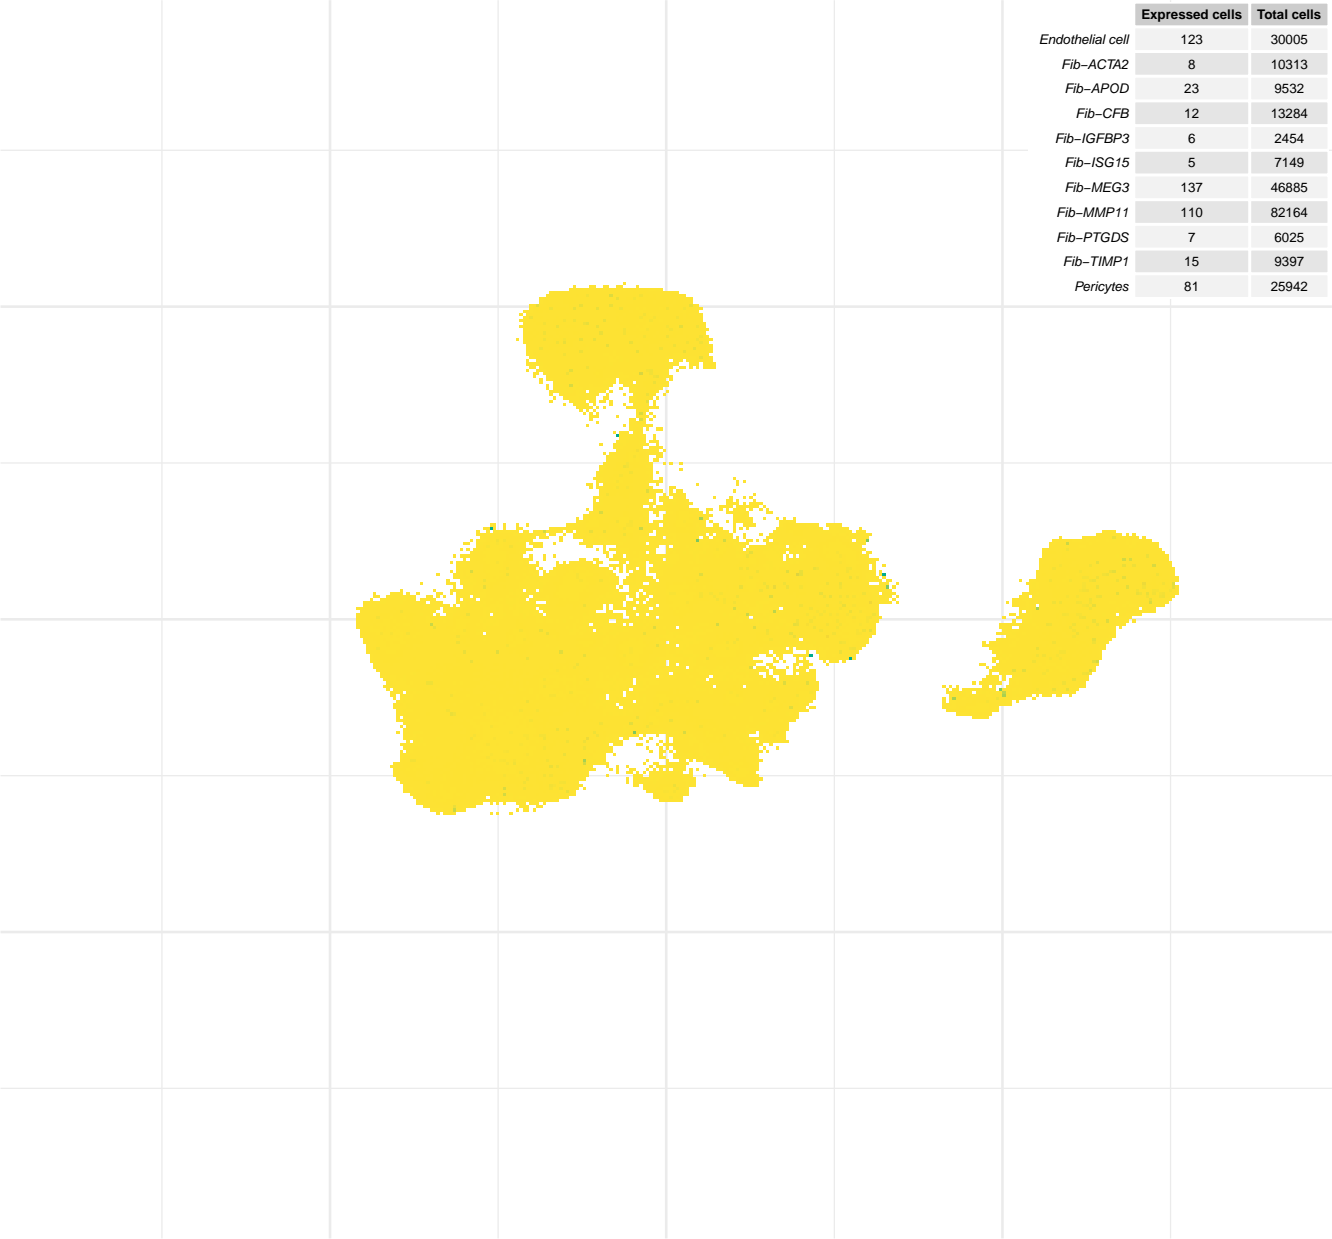 Expressed cells Total cells
Endothelial cell 123 30005
Fib−ACTA2 8 10313
Fib−APOD 23 9532
Fib−CFB 12 13284
Fib−IGFBP3 6 2454
Fib−ISG15 5 7149
Fib−MEG3 137 46885
Fib−MMP11 110 82164
Fib−PTGDS 7 6025
Fib−TIMP1 15 9397
Pericytes 81 25942